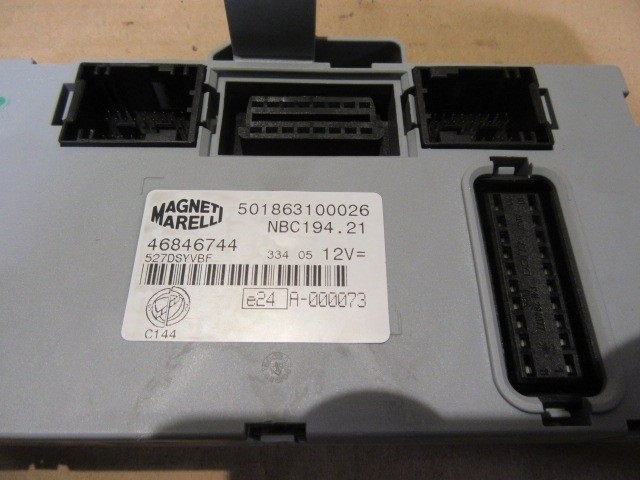 MAGNETI MARELLI 501863100026
NBC194.21
46846744
527DSYVBF 334 05 12V=
e24 A-000073
C144